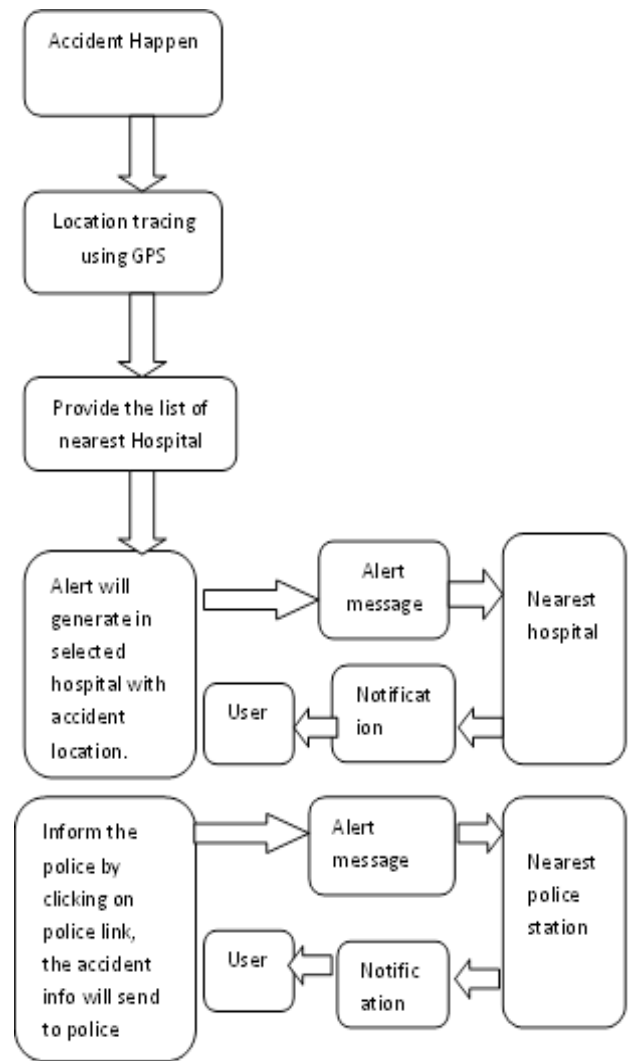 Accident Happen
Location tracing
using GPS
Provide the list of
nearest Hospital
Alert will
generate in
selected
hospital with
accident
location.
Alert
message
Nearest
hospital
User
Notificat
ion
Inform the
police by
clicking on
police link,
the accident
info will send
to police
Alert
message
Nearest
police
station
User
Notific
ation